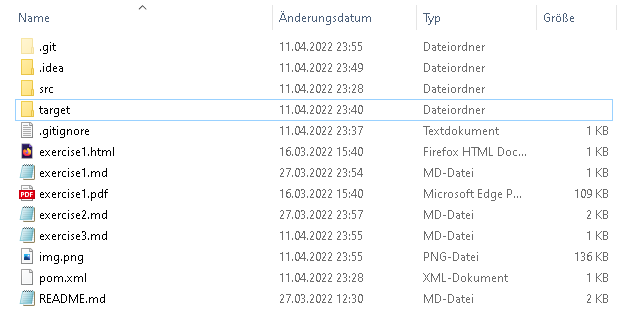 Name Änderungsdatum Typ Größe
.git 11.04.2022 23:55 Dateiordner
.idea 11.04.2022 23:49 Dateiordner
src 11.04.2022 23:28 Dateiordner
target 11.04.2022 23:40 Dateiordner
.gitignore 11.04.2022 23:37 Textdokument 1 KB
exercise1.html 16.03.2022 15:40 Firefox HTML Doc... 1 KB
exercise1.md 27.03.2022 23:54 MD-Datei 1 KB
exercise1.pdf 16.03.2022 15:40 Microsoft Edge P... 109 KB
exercise2.md 27.03.2022 23:57 MD-Datei 2 KB
exercise3.md 11.04.2022 23:55 MD-Datei 1 KB
img.png 11.04.2022 23:55 PNG-Datei 136 KB
pom.xml 11.04.2022 23:28 XML-Dokument 1 KB
README.md 27.03.2022 12:30 MD-Datei 2 KB